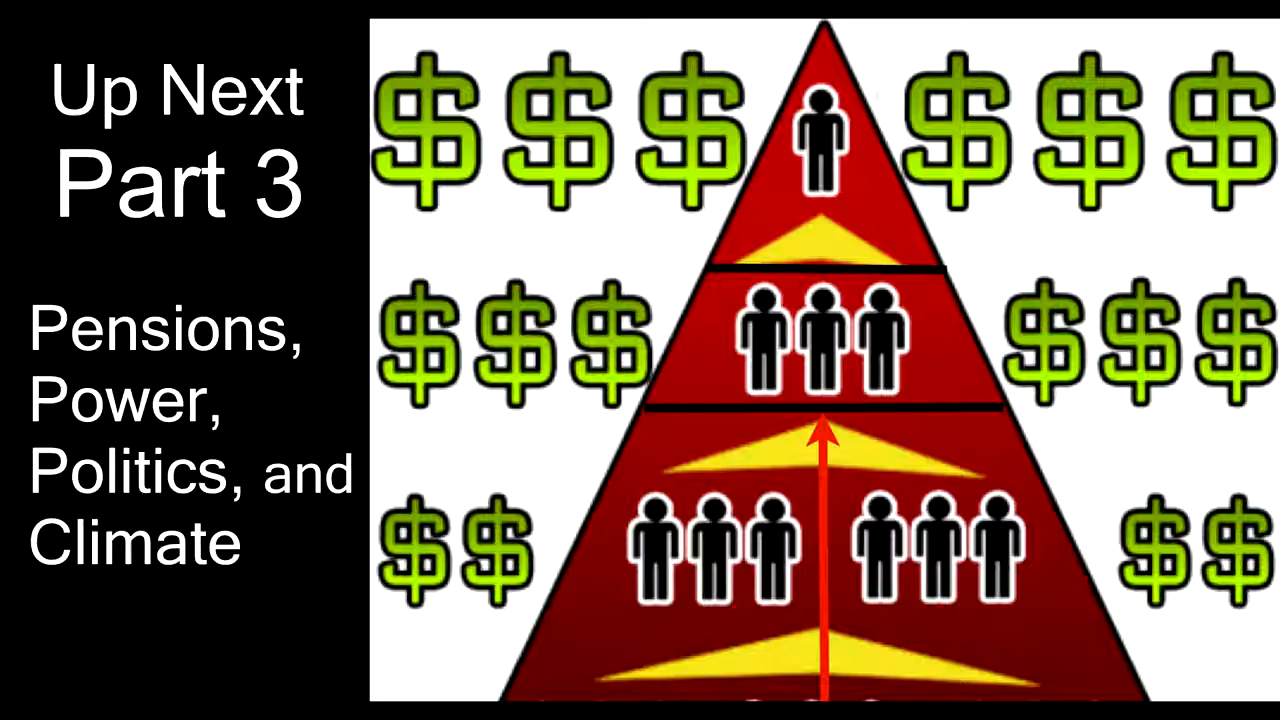 Up Next
Part 3
Pensions,
Power,
Politics, and
Climate
$ $ $ $ $ $
$ $ $ $ $ $
$ $ $ $